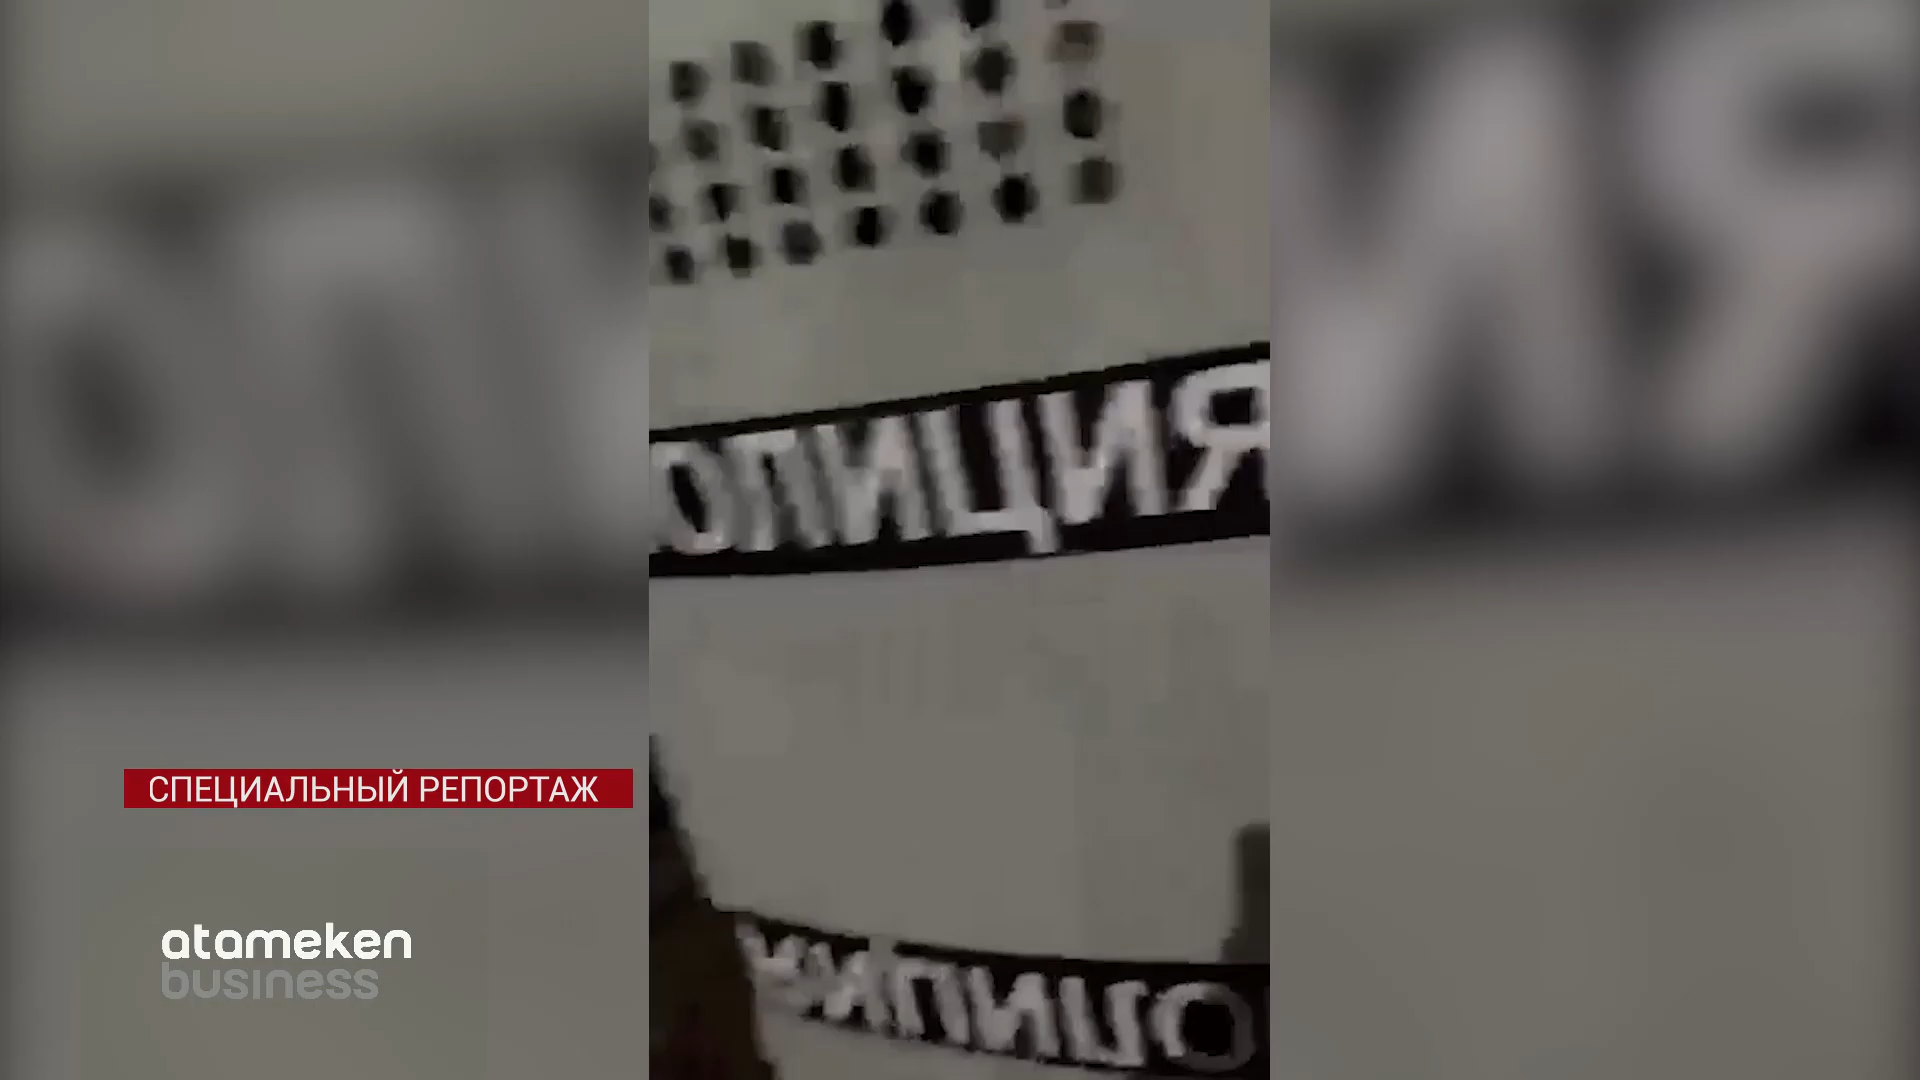 ОЛИЦИЯ
СПЕЦИАЛЬНЫЙ РЕПОРТАЖ
atameken
business